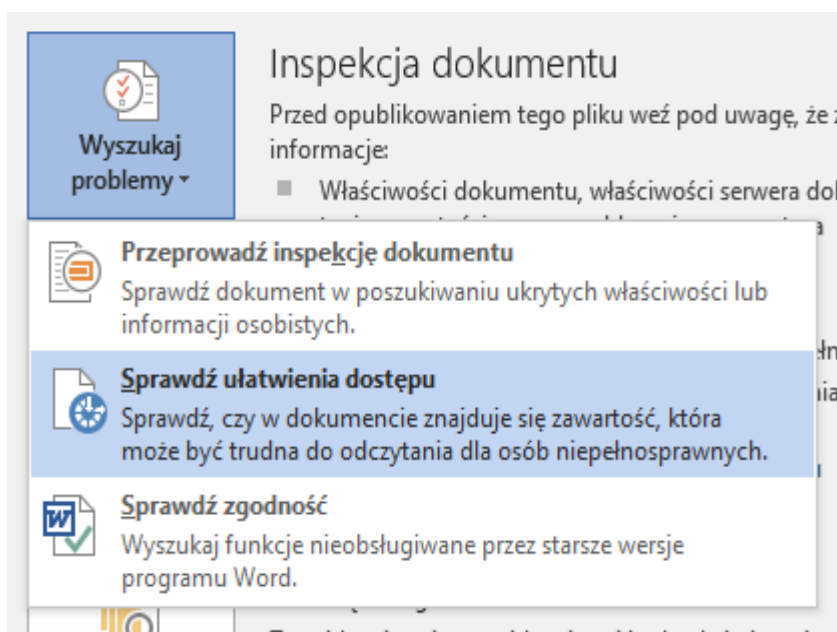 Inspekcja dokumentu
Przed opublikowaniem tego pliku weź pod uwagę, że
informacje:
Wyszukaj
problemy
Właściwości dokumentu, właściwości serwera
Przeprowadź inspekcję dokumentu
Sprawdź dokument w poszukiwaniu ukrytych właściwości lub
informacji osobistych.
Sprawdź ułatwienia dostępu
Sprawdź, czy w dokumencie znajduje się zawartość, która
może być trudna do odczytania dla osób niepełnosprawnych.
Sprawdź zgodność
Wyszukaj funkcje nieobsługiwane przez starsze wersje
programu Word.